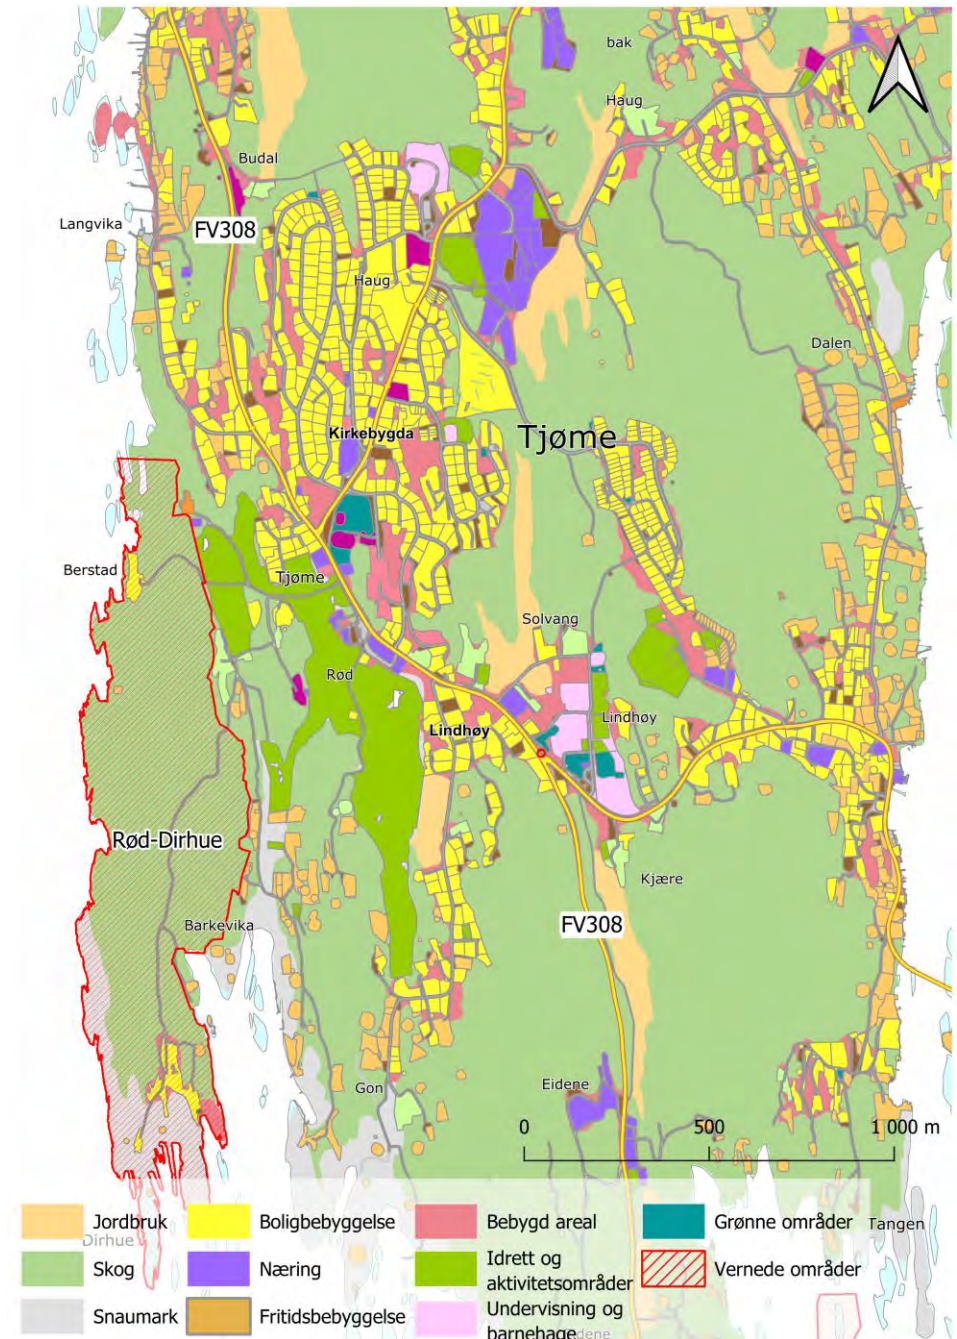 bak
Haug
Budal
Langvika
FV308
Haug
Dalen
Kirkebygda
Tjøme
Berstad
Tjøme
Solvang
Rød
Lindhøy
Lindhøy
Rød-Dirhue
Kjære
Barkevika
FV308
Gon
Eidene
0 500 1 000 m
Jordbruk
Boligbebyggelse
Bebygd areal
Grønne områder
Tangen
Dirhue
Skog
Næring
Idrett og
aktivitetsområder
Vernede områder
Snaumark
Fritidsbebyggelse
Undervisning og
barnehage